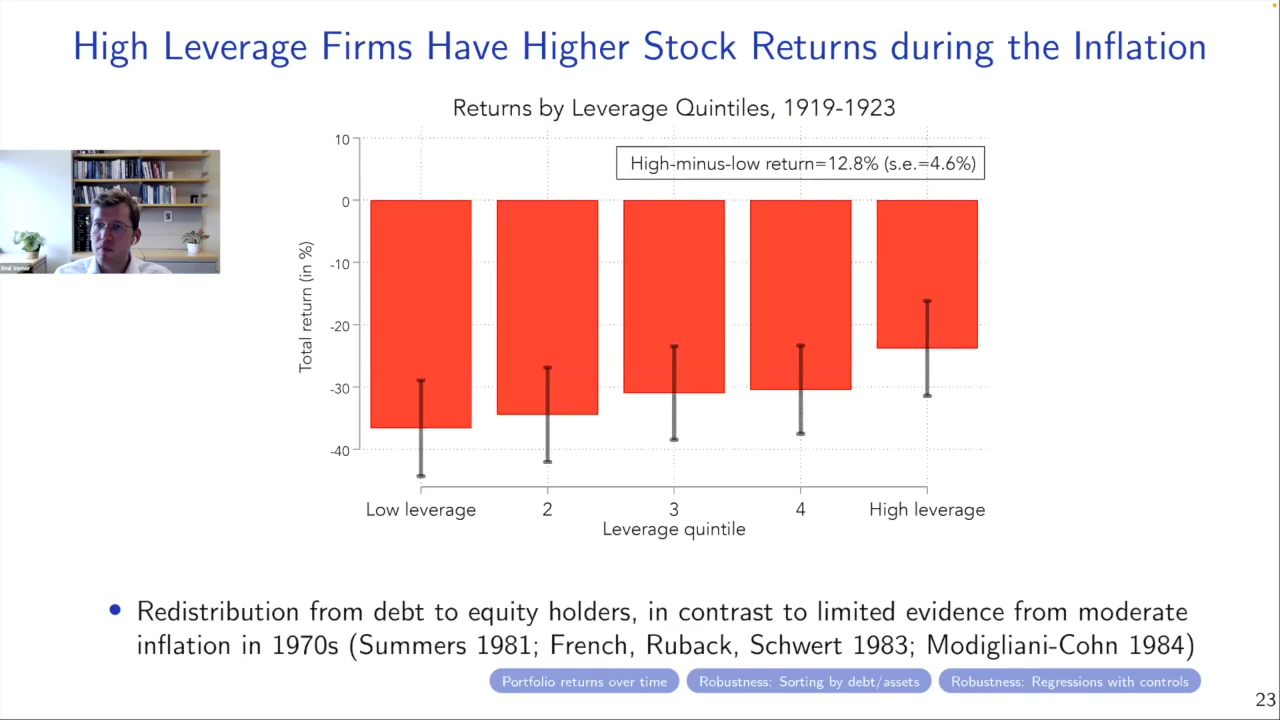 High Leverage Firms Have Higher Stock Returns during the Inflation
Returns by Leverage Quintiles, 1919-1923
High-minus-low return=12.8% (s.e.=4.6%)
Total return (in %)
10
0
-10
-20
-30
-40
Low leverage
2
3
4
High leverage
Leverage quintile
Emil Verner
• Redistribution from debt to equity holders, in contrast to limited evidence from moderate
inflation in 1970s (Summers 1981; French, Ruback, Schwert 1983; Modigliani-Cohn 1984)
Portfolio returns over time
Robustness: Sorting by debt/assets
Robustness: Regressions with controls
23